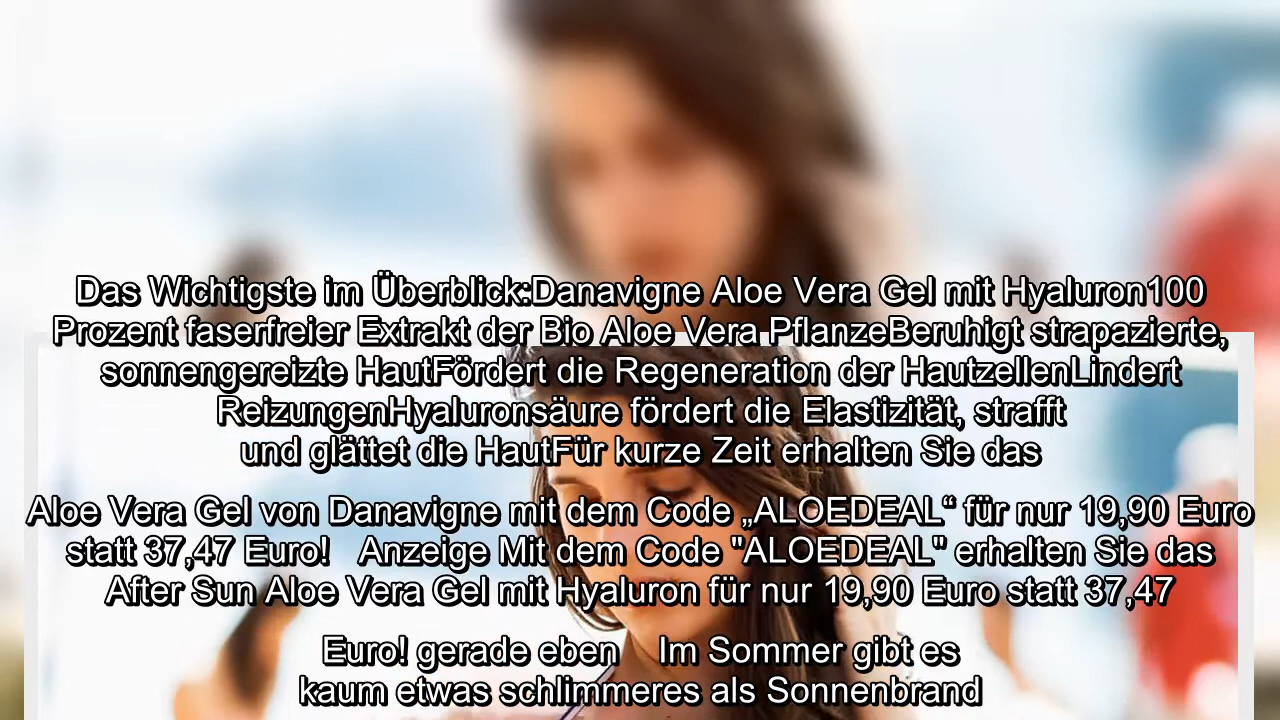 Das Wichtigste im Überblick:Danavigne Aloe Vera Gel mit Hyaluron100
Prozent faserfreier Extrakt der Bio Aloe Vera PflanzeBeruhigt strapazierte,
sonnengereizte HautFördert die Regeneration der HautzellenLindert
ReizungenHyaluronsäure fördert die Elastizität, strafft
und glättet die HautFür kurze Zeit erhalten Sie das
Aloe Vera Gel von Danavigne mit dem Code „ALOEDEAL“ für nur 19,90 Euro
statt 37,47 Euro! Anzeige Mit dem Code "ALOEDEAL" erhalten Sie das
After Sun Aloe Vera Gel mit Hyaluron für nur 19,90 Euro statt 37,47
Euro! gerade eben Im Sommer gibt es
kaum etwas schlimmeres als Sonnenbrand